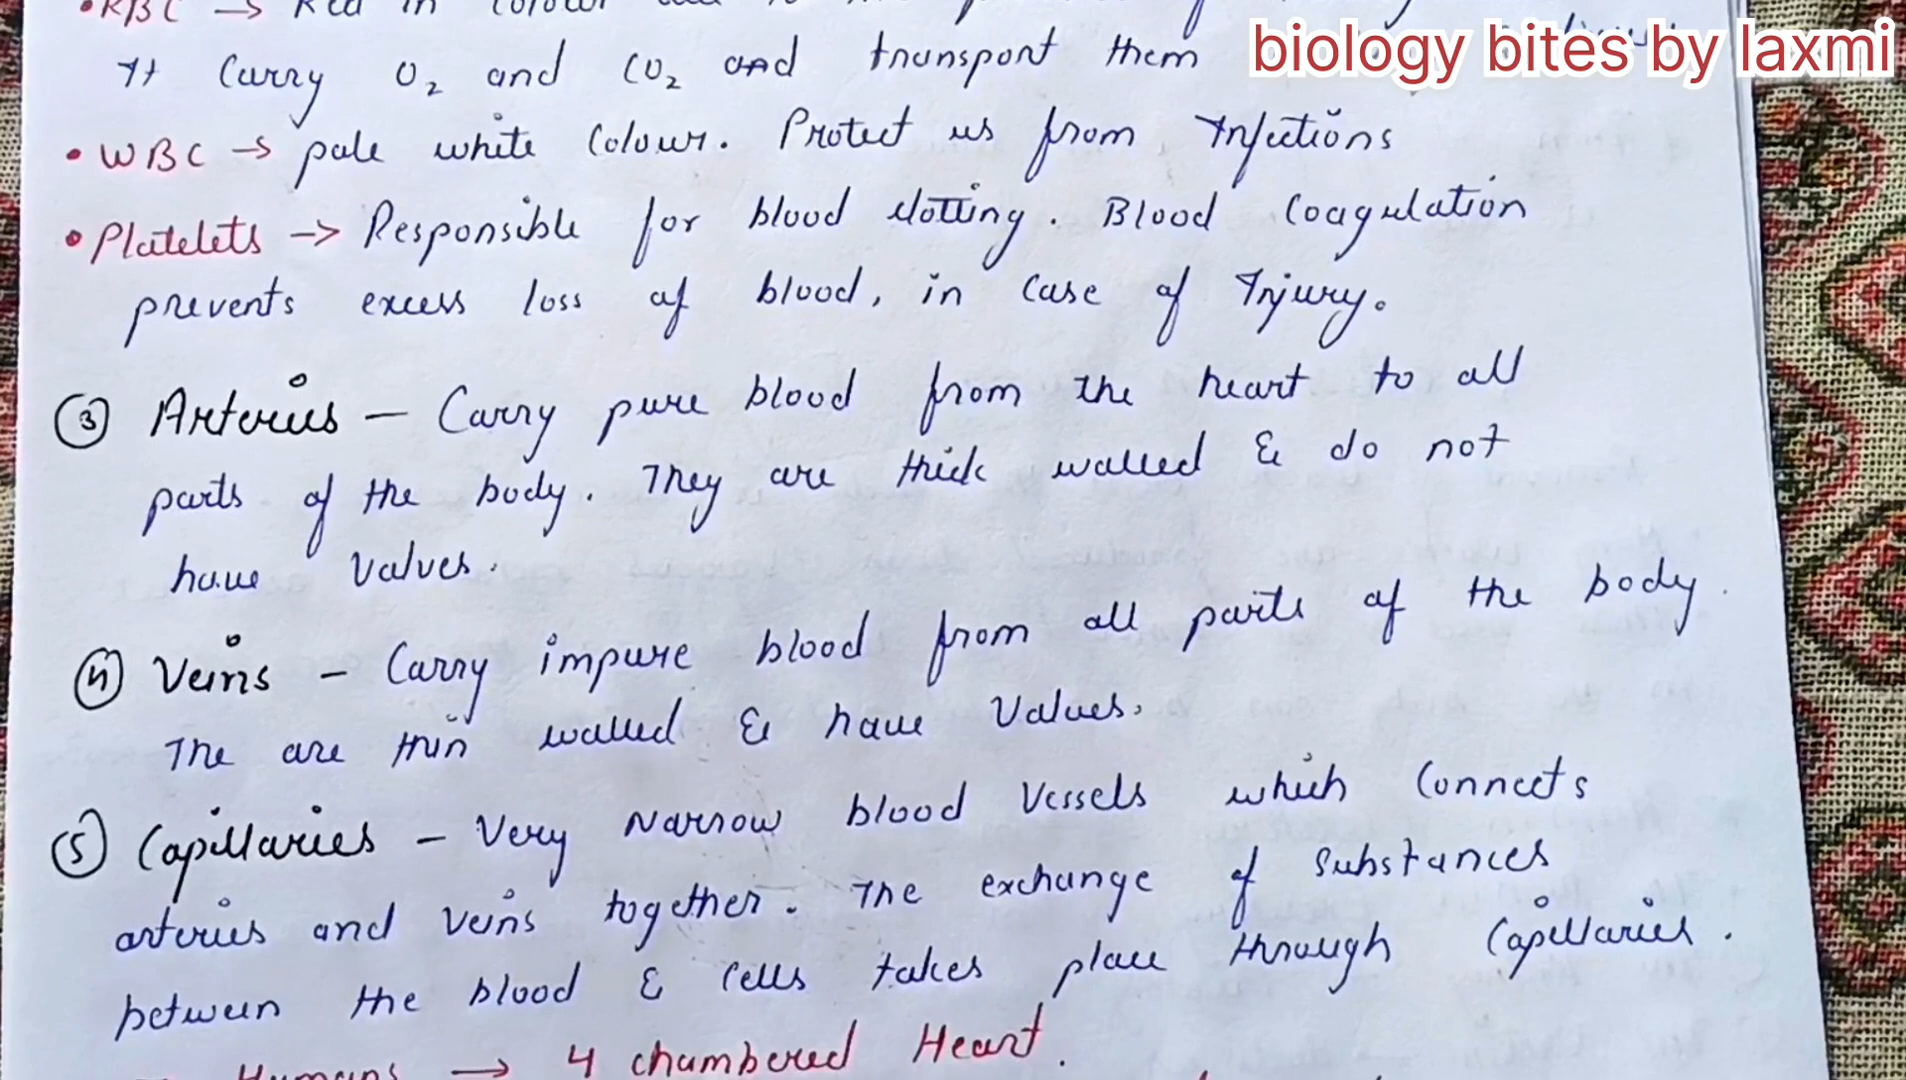 • RBC → Red in colour
biology bites by laxmi
It Carry O₂ and CO₂ and transport them
• WBC → pale white Colour. Protect us from Infections
• Platelets → Responsible for blood clotting. Blood Coagulation
prevents excess loss of blood, in case of Injury.
③ Arteries – Carry pure blood from the heart to all
parts of the body. They are thick walled & do not
have Valves.
④ Veins – Carry impure blood from all parts of the body.
The are thin walled & have Valves.
⑤ Capillaries – Very Narrow blood Vessels which Connects
arteries and Veins together. The exchange of Substances
between the blood & Cells takes place through Capillaries.
Humans → 4 chambered Heart.